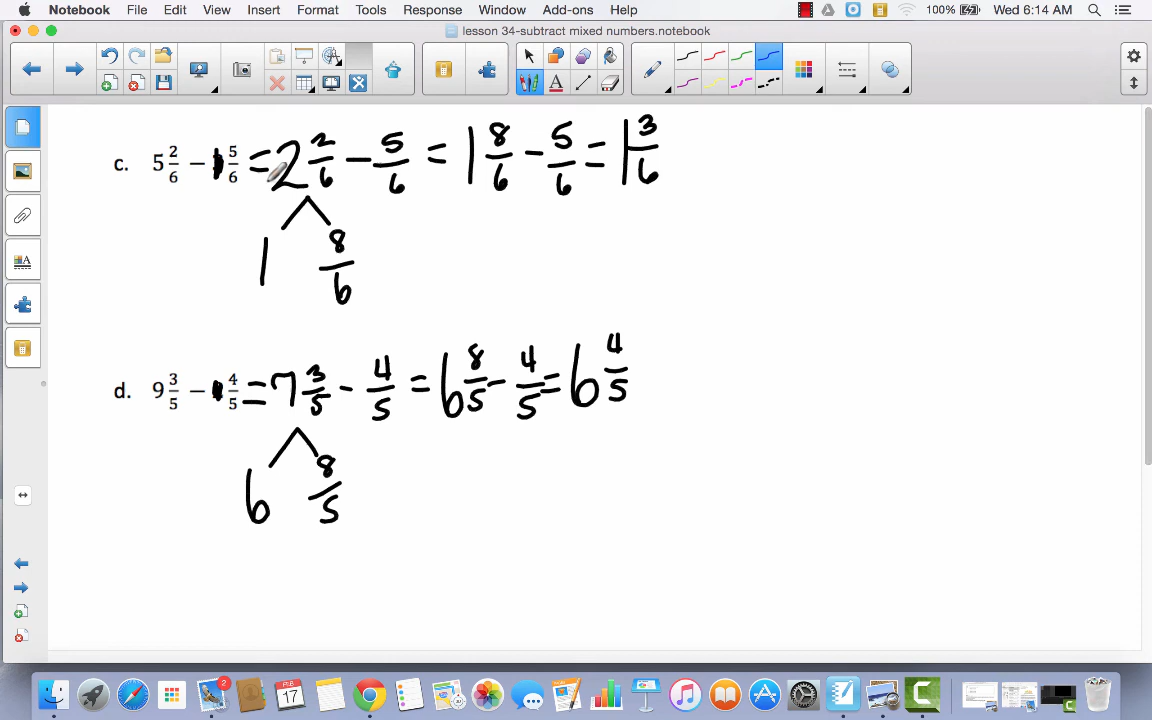 Notebook File Edit View Insert Format Tools Response Window Add-ons Help 100% Wed 6:14 AM
lesson 34-subtract mixed numbers.notebook
c. 5 2/6 - 5/6 = 2 2/6 - 5/6 = 1 8/6 - 5/6 = 1 3/6
1 8/6
d. 9 3/5 - 4/5 = 7 3/5 - 4/5 = 6 8/5 - 4/5 = 6 4/5
6 8/5
2
FEB
17